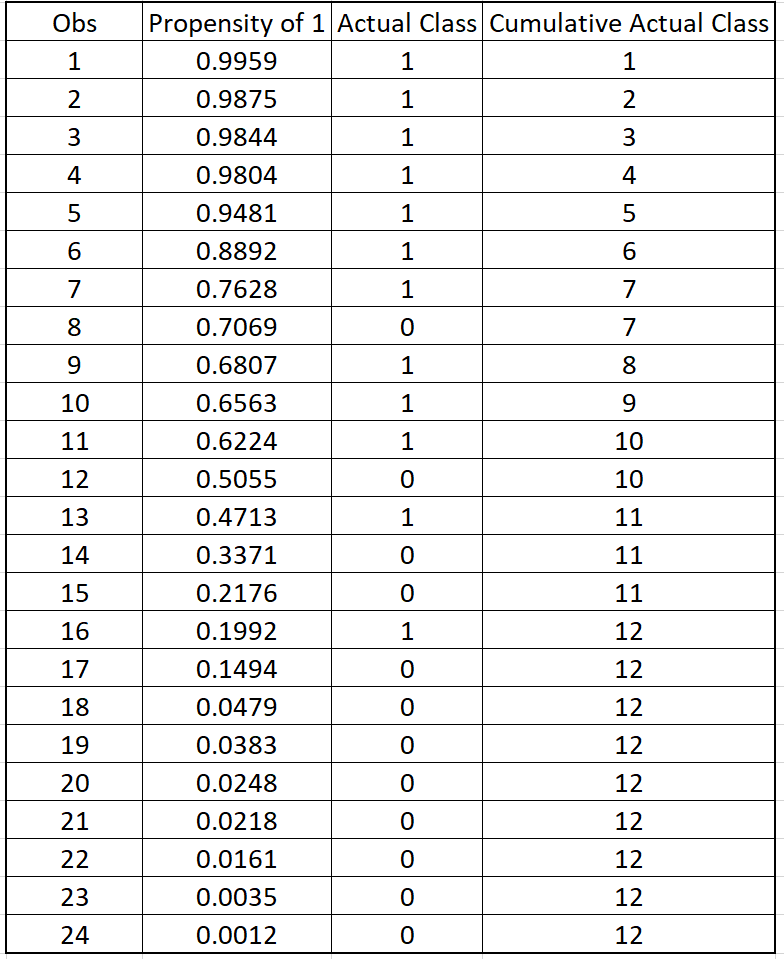 Obs Propensity of 1 Actual Class Cumulative Actual Class
1 0.9959 1 1
2 0.9875 1 2
3 0.9844 1 3
4 0.9804 1 4
5 0.9481 1 5
6 0.8892 1 6
7 0.7628 1 7
8 0.7069 0 7
9 0.6807 1 8
10 0.6563 1 9
11 0.6224 1 10
12 0.5055 0 10
13 0.4713 1 11
14 0.3371 0 11
15 0.2176 0 11
16 0.1992 1 12
17 0.1494 0 12
18 0.0479 0 12
19 0.0383 0 12
20 0.0248 0 12
21 0.0218 0 12
22 0.0161 0 12
23 0.0035 0 12
24 0.0012 0 12